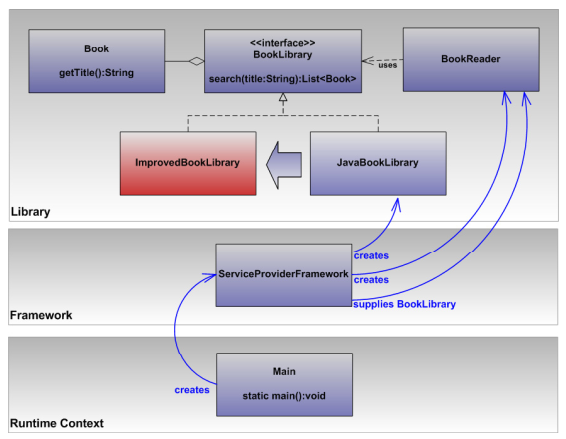 Book
getTitle():String
<<interface>>
BookLibrary
search(title:String):List<Book>
uses
BookReader
ImprovedBookLibrary
JavaBookLibrary
Library
creates
ServiceProviderFramework
creates
supplies BookLibrary
Framework
Main
static main():void
creates
Runtime Context